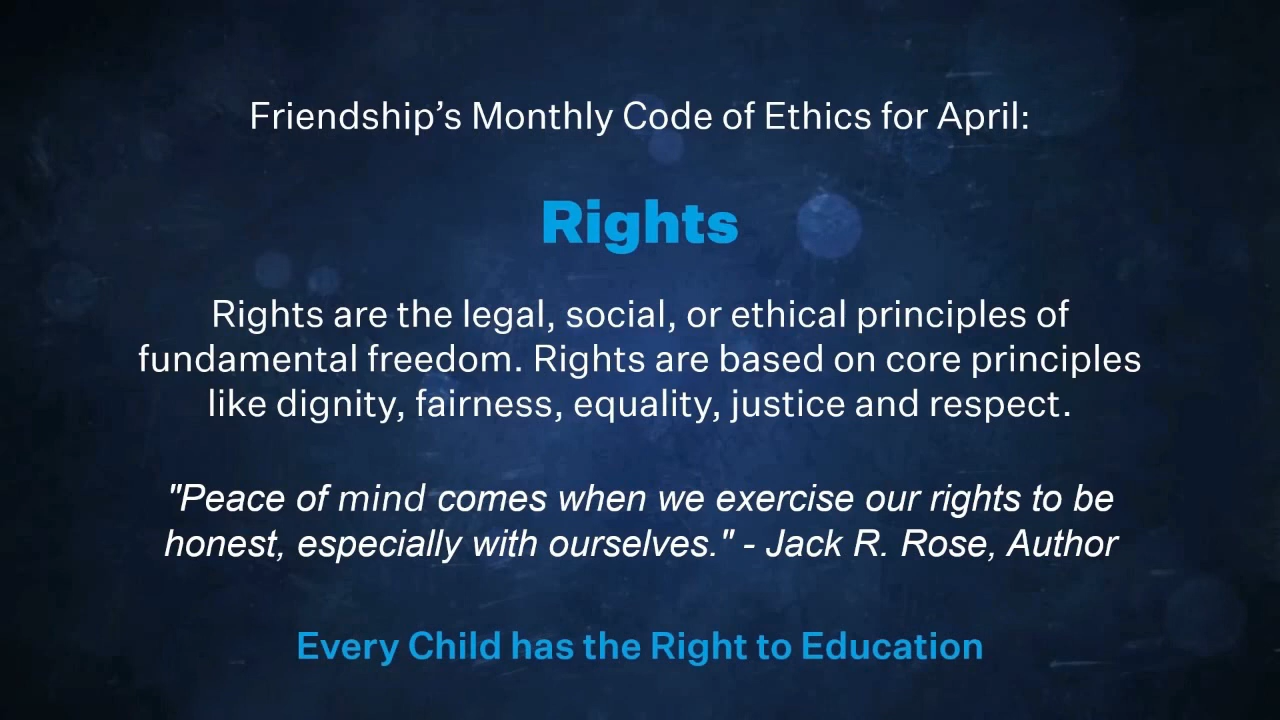 Friendship’s Monthly Code of Ethics for April:
Rights
Rights are the legal, social, or ethical principles of
fundamental freedom. Rights are based on core principles
like dignity, fairness, equality, justice and respect.
"Peace of mind comes when we exercise our rights to be
honest, especially with ourselves." - Jack R. Rose, Author
Every Child has the Right to Education